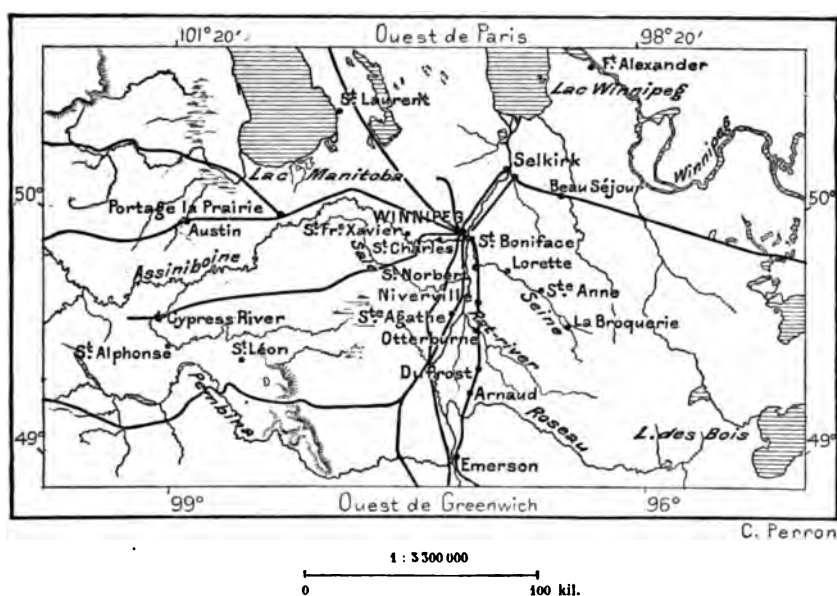 101° 20' Ouest de Paris 98° 20'
Ft Alexander
Lac Winnipeg
St Laurent
Winnipeg
Selkirk
Lac Manitoba
Beau Séjour
50° 50°
Portage la Prairie
WINNIPEG
Austin
St. Fr. Xavier
St Charles
St Boniface
Sale
Assiniboine
St. Norbert
Lorette
Niverville
Ste Anne
Seine
Cypress River
Ste Agathe
La Broquerie
Otterburne
Rat-river
St Alphonse
St Léon
Dufrost
Arnaud
Pembina
Roseau
L. des Bois
49° 49°
Emerson
99° Ouest de Greenwich 96°
C. Perron
1 : 3 300 000
0 100 kil.